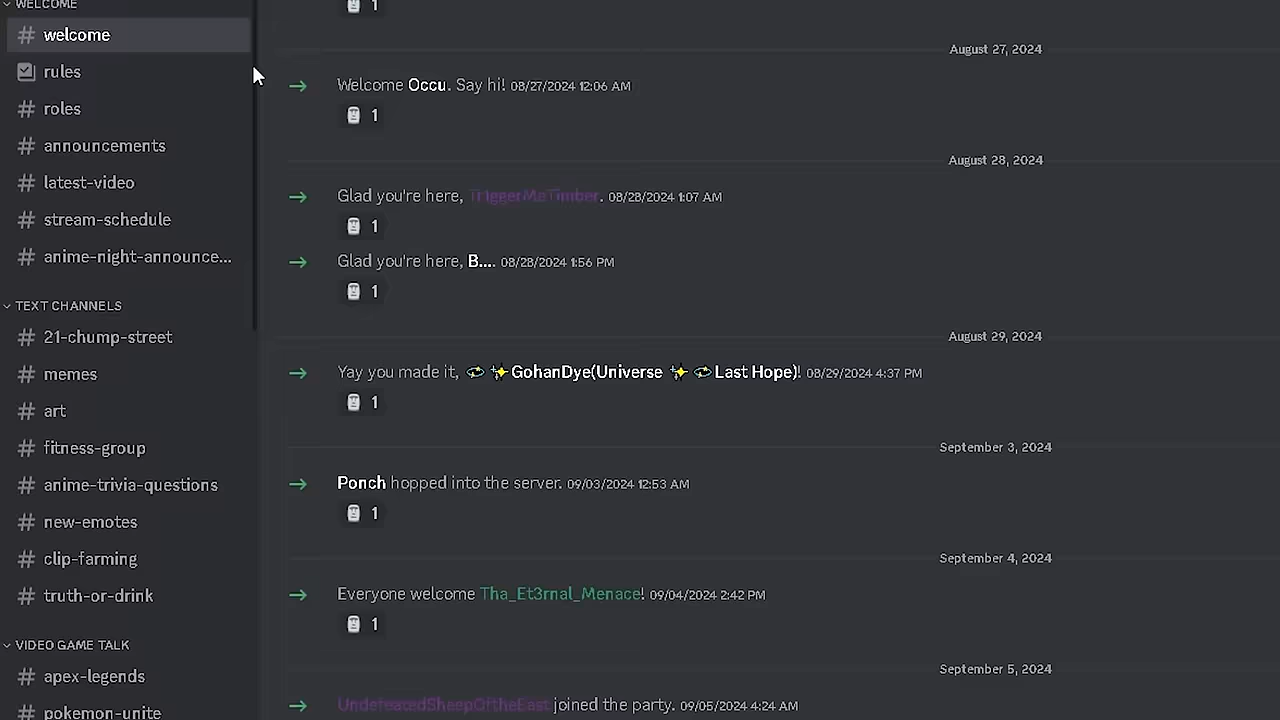 WELCOME
welcome
rules
roles
announcements
latest-video
stream-schedule
anime-night-announce...
TEXT CHANNELS
21-chump-street
memes
art
fitness-group
anime-trivia-questions
new-emotes
clip-farming
truth-or-drink
VIDEO GAME TALK
apex-legends
pokemon-unite
1
August 27, 2024
Welcome Occu. Say hi! 08/27/2024 12:06 AM
1
August 28, 2024
Glad you're here, Tr1ggerMeTimber. 08/28/2024 1:07 AM
1
Glad you're here, B.... 08/28/2024 1:56 PM
1
August 29, 2024
Yay you made it, GohanDye(Universe Last Hope)! 08/29/2024 4:37 PM
1
September 3, 2024
Ponch hopped into the server. 09/03/2024 12:53 AM
1
September 4, 2024
Everyone welcome Tha_Et3rnal_Menace! 09/04/2024 2:42 PM
1
September 5, 2024
UndefeatedSheepOftheEast joined the party. 09/05/2024 4:24 AM